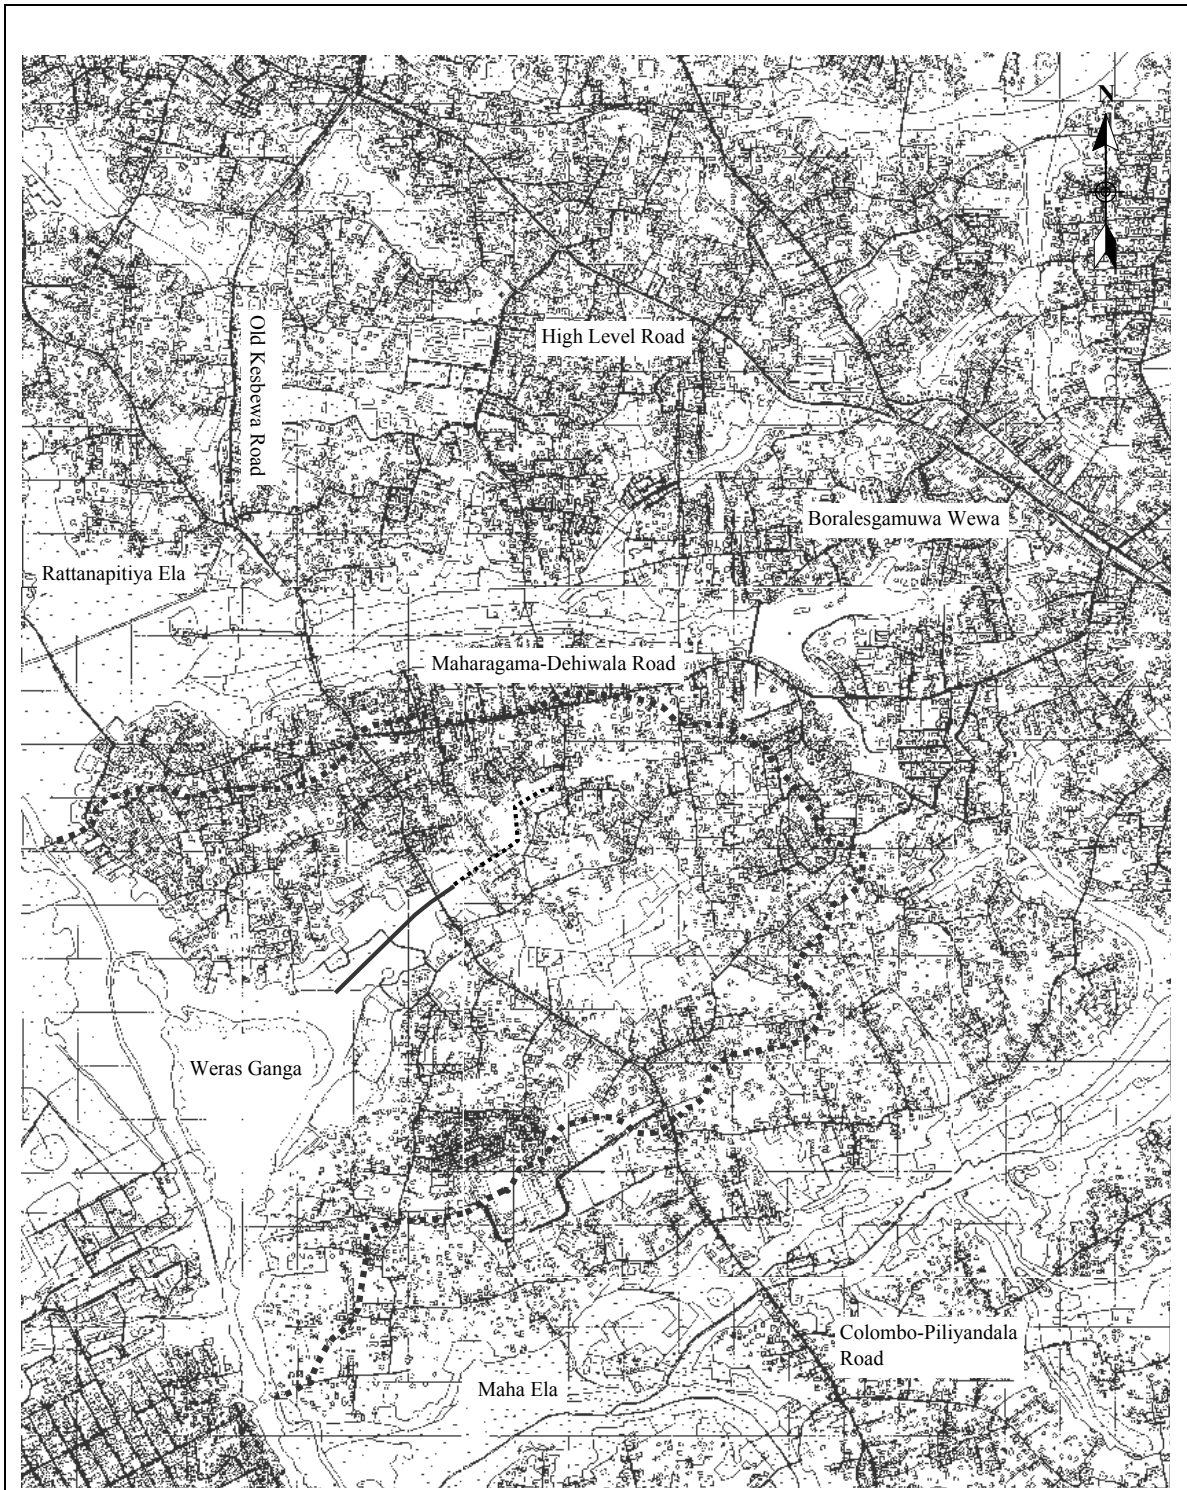 N
High Level Road
Old Kesbewa Road
Boralesgamuwa Wewa
Rattanapitiya Ela
Maharagama-Dehiwala Road
Weras Ganga
Colombo-Piliyandala
Road
Maha Ela